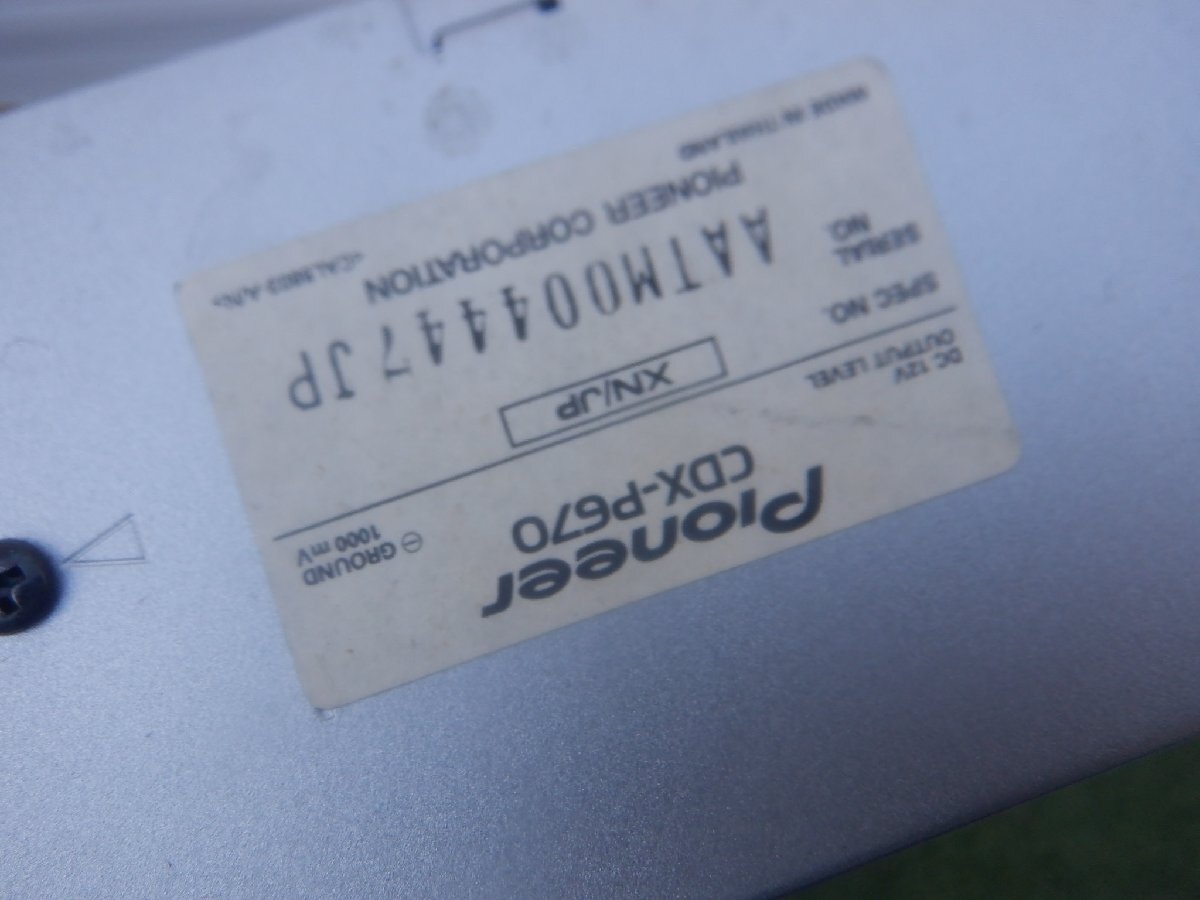 Pioneer
CDX-P670
DC 12V ⊖ GROUND
OUTPUT LEVEL 1000 mV
SPEC NO. XN/JP
SERIAL NO. AATM004447JP
PIONEER CORPORATION
MADE IN THAILAND